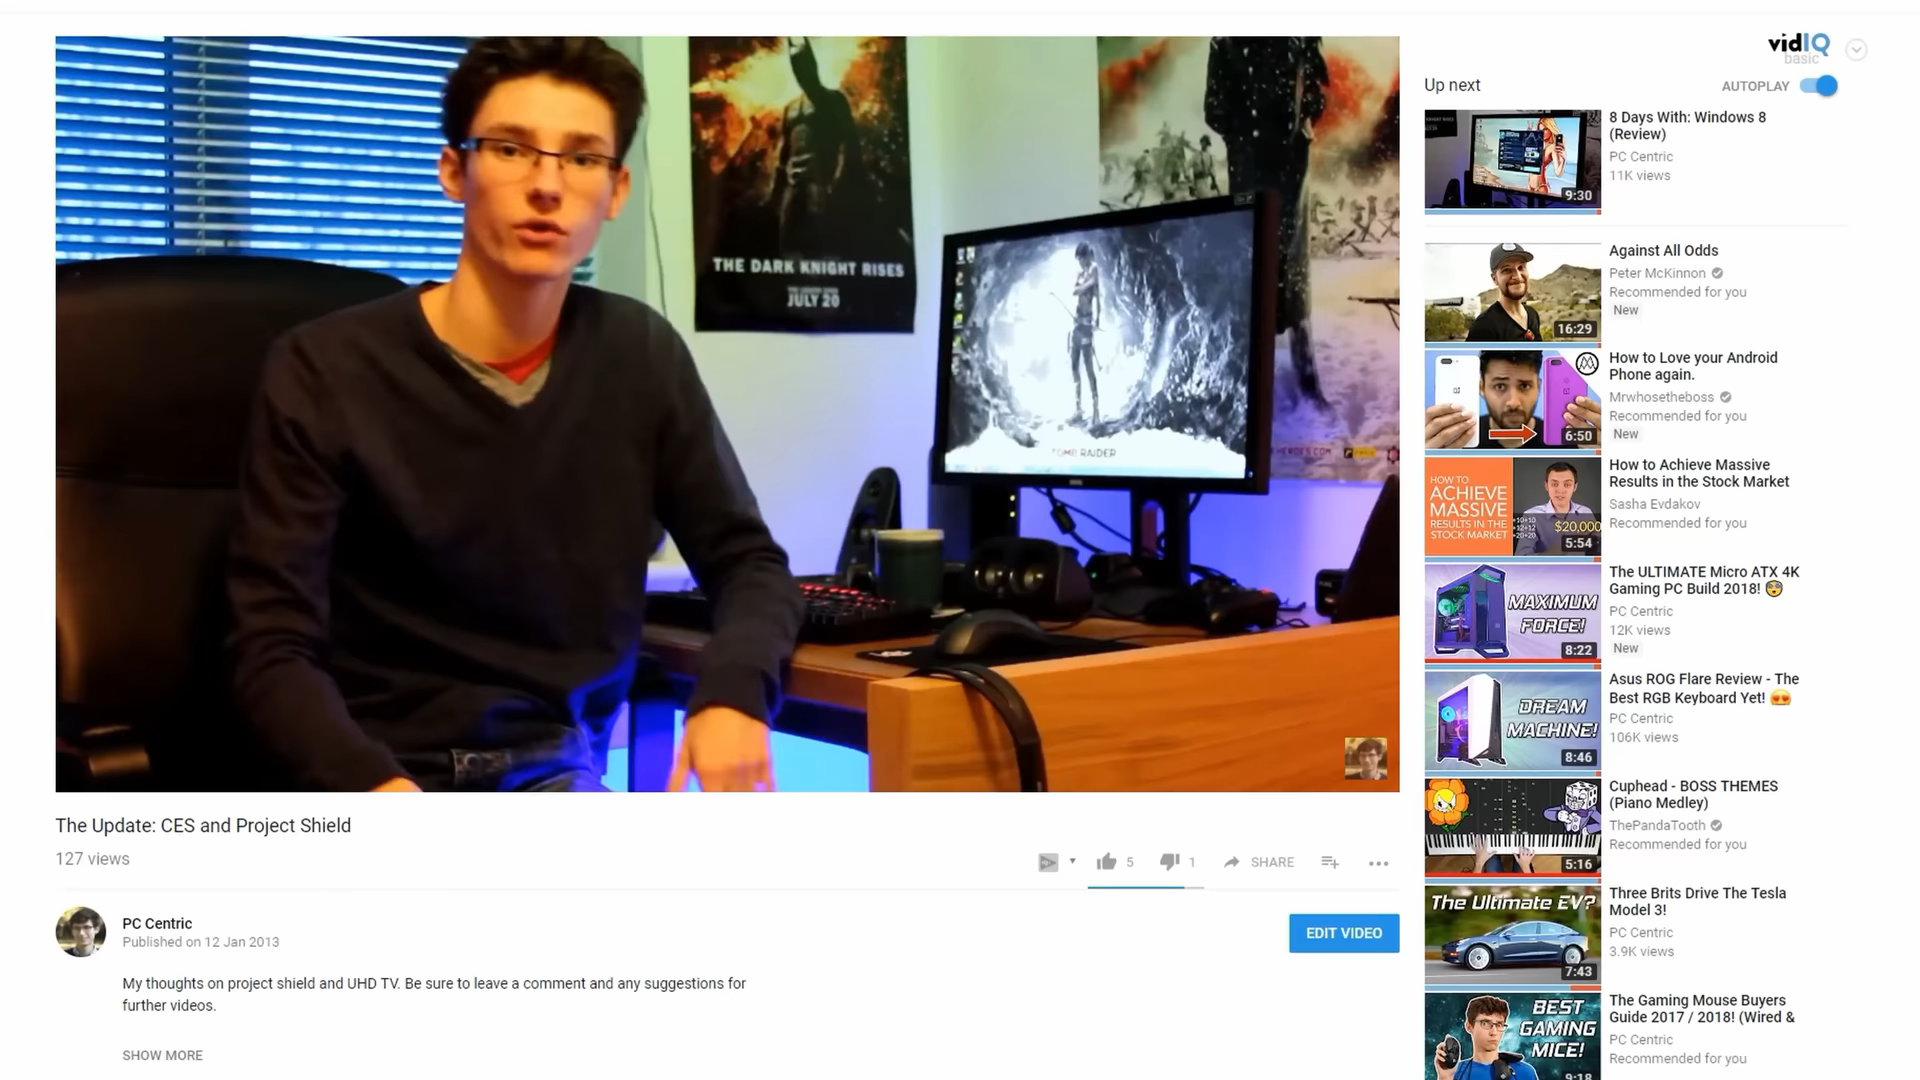 THE DARK KNIGHT RISES
JULY 20
TOMB RAIDER
The Update: CES and Project Shield
127 views
5
1
SHARE
PC Centric
Published on 12 Jan 2013
EDIT VIDEO
My thoughts on project shield and UHD TV. Be sure to leave a comment and any suggestions for
further videos.
SHOW MORE
vidIQ
basic
Up next
AUTOPLAY
9:30
8 Days With: Windows 8
(Review)
PC Centric
11K views
16:29
Against All Odds
Peter McKinnon
Recommended for you
New
6:50
How to Love your Android
Phone again.
Mrwhosetheboss
Recommended for you
New
HOW TO
ACHIEVE
MASSIVE
RESULTS IN THE
STOCK MARKET
+10+10
+12+12
+20+20
$20,000
5:54
How to Achieve Massive
Results in the Stock Market
Sasha Evdakov
Recommended for you
MAXIMUM
FORCE!
8:22
The ULTIMATE Micro ATX 4K
Gaming PC Build 2018! 😨
PC Centric
12K views
New
DREAM
MACHINE!
8:46
Asus ROG Flare Review - The
Best RGB Keyboard Yet! 😍
PC Centric
106K views
5:16
Cuphead - BOSS THEMES
(Piano Medley)
ThePandaTooth
Recommended for you
The Ultimate EV?
7:43
Three Brits Drive The Tesla
Model 3!
PC Centric
3.9K views
BEST
GAMING
MICE!
9:18
The Gaming Mouse Buyers
Guide 2017 / 2018! (Wired &
PC Centric
Recommended for you